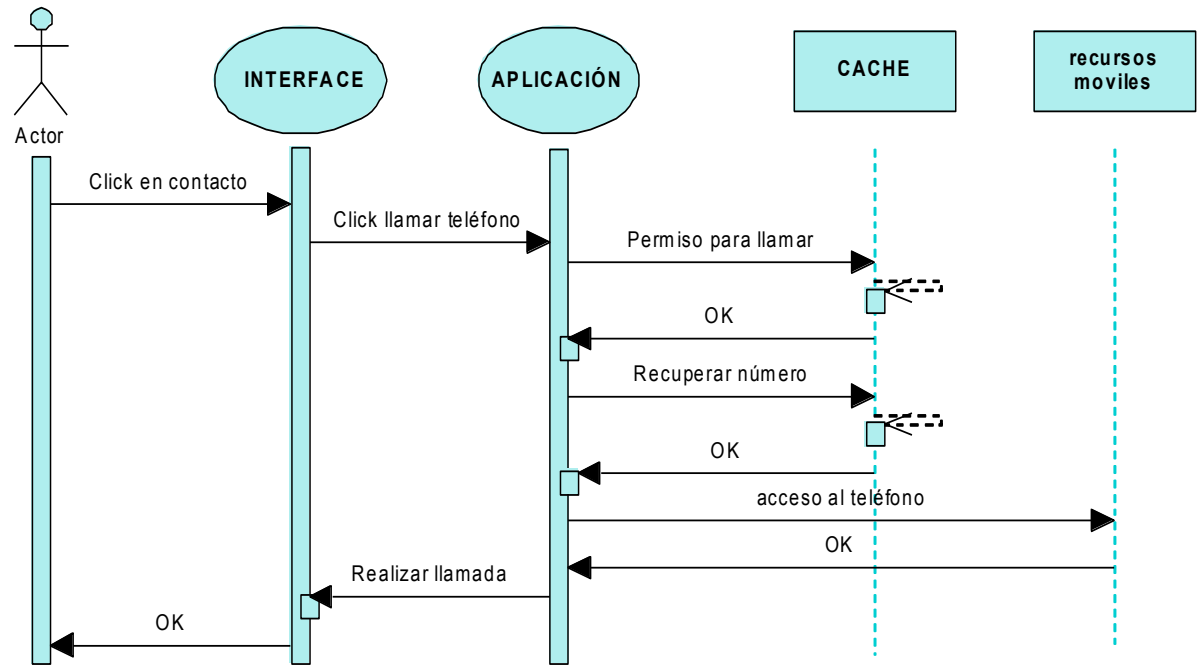 INTERFACE
APLICACIÓN
CACHE
recursos
moviles
Actor
Click en contacto
Click llamar teléfono
Permiso para llamar
OK
Recuperar número
OK
acceso al teléfono
OK
Realizar llamada
OK